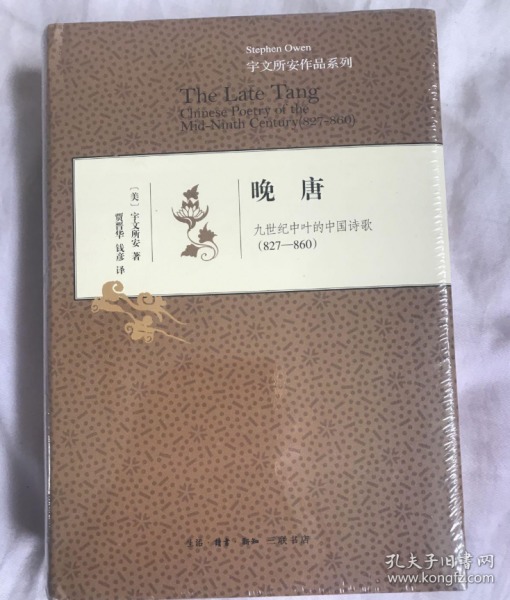 Stephen Owen
宇文所安作品系列
The Late Tang
Chinese Poetry of the
Mid-Ninth Century(827-860)
晚唐
九世纪中叶的中国诗歌
(827—860)
〔美〕宇文所安 著
贾晋华 钱彦 译
生活·读书·新知 三联书店
孔夫子旧书网
www.kongfz.com